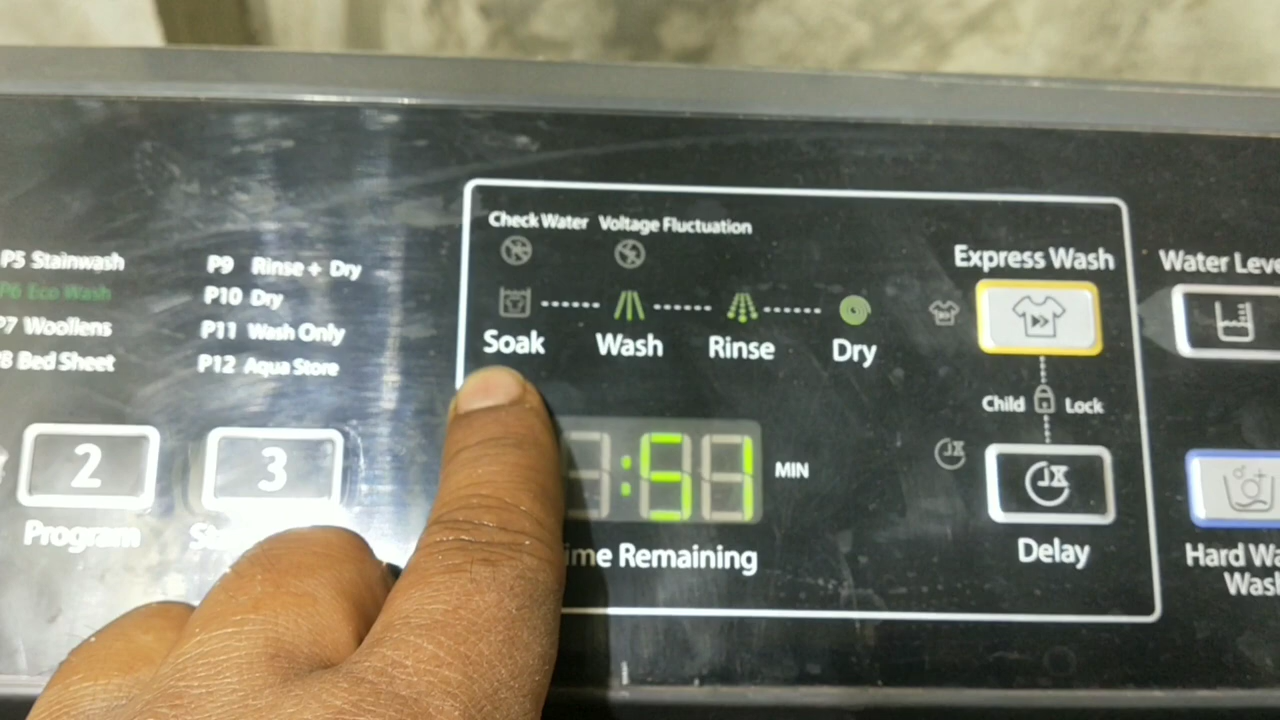 Check Water Voltage Fluctuation
P5 Stainwash
P6 Eco Wash
P7 Woollens
P8 Bed Sheet
P9 Rinse + Dry
P10 Dry
P11 Wash Only
P12 Aqua Store
Soak Wash Rinse Dry
Express Wash
Water Leve
Child Lock
2
3
:51 MIN
Program
ime Remaining
Delay
Hard Wa
Wash